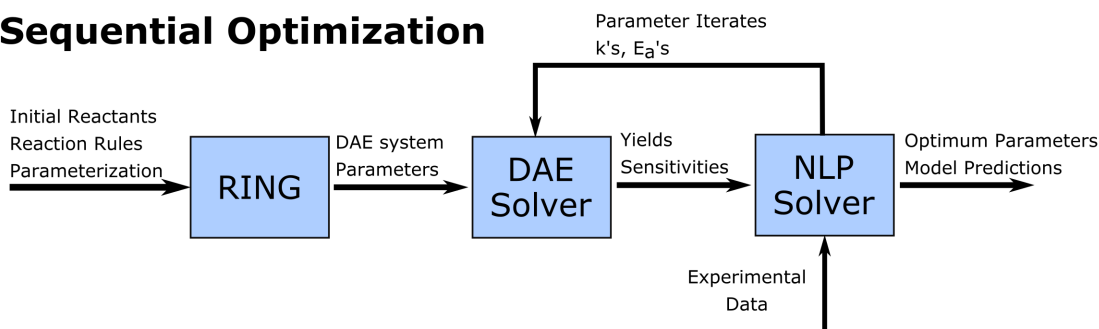 Sequential Optimization
Parameter Iterates
k's, Ea's
Initial Reactants
Reaction Rules
Parameterization
RING
DAE system
Parameters
DAE
Solver
Yields
Sensitivities
NLP
Solver
Optimum Parameters
Model Predictions
Experimental
Data